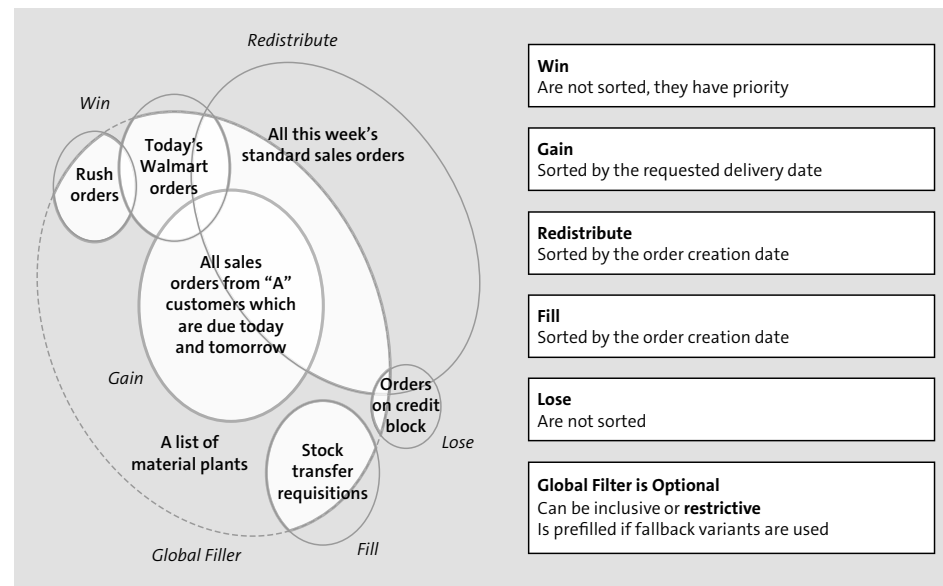 Redistribute
Win
All this week's
standard sales orders
Today's
Walmart
orders
Rush
orders
All sales
orders from “A”
customers which
are due today
and tomorrow
Gain
Orders
on credit
block
Lose
A list of
material plants
Stock
transfer
requisitions
Global Filler
Fill
Win
Are not sorted, they have priority
Gain
Sorted by the requested delivery date
Redistribute
Sorted by the order creation date
Fill
Sorted by the order creation date
Lose
Are not sorted
Global Filter is Optional
Can be inclusive or restrictive
Is prefilled if fallback variants are used